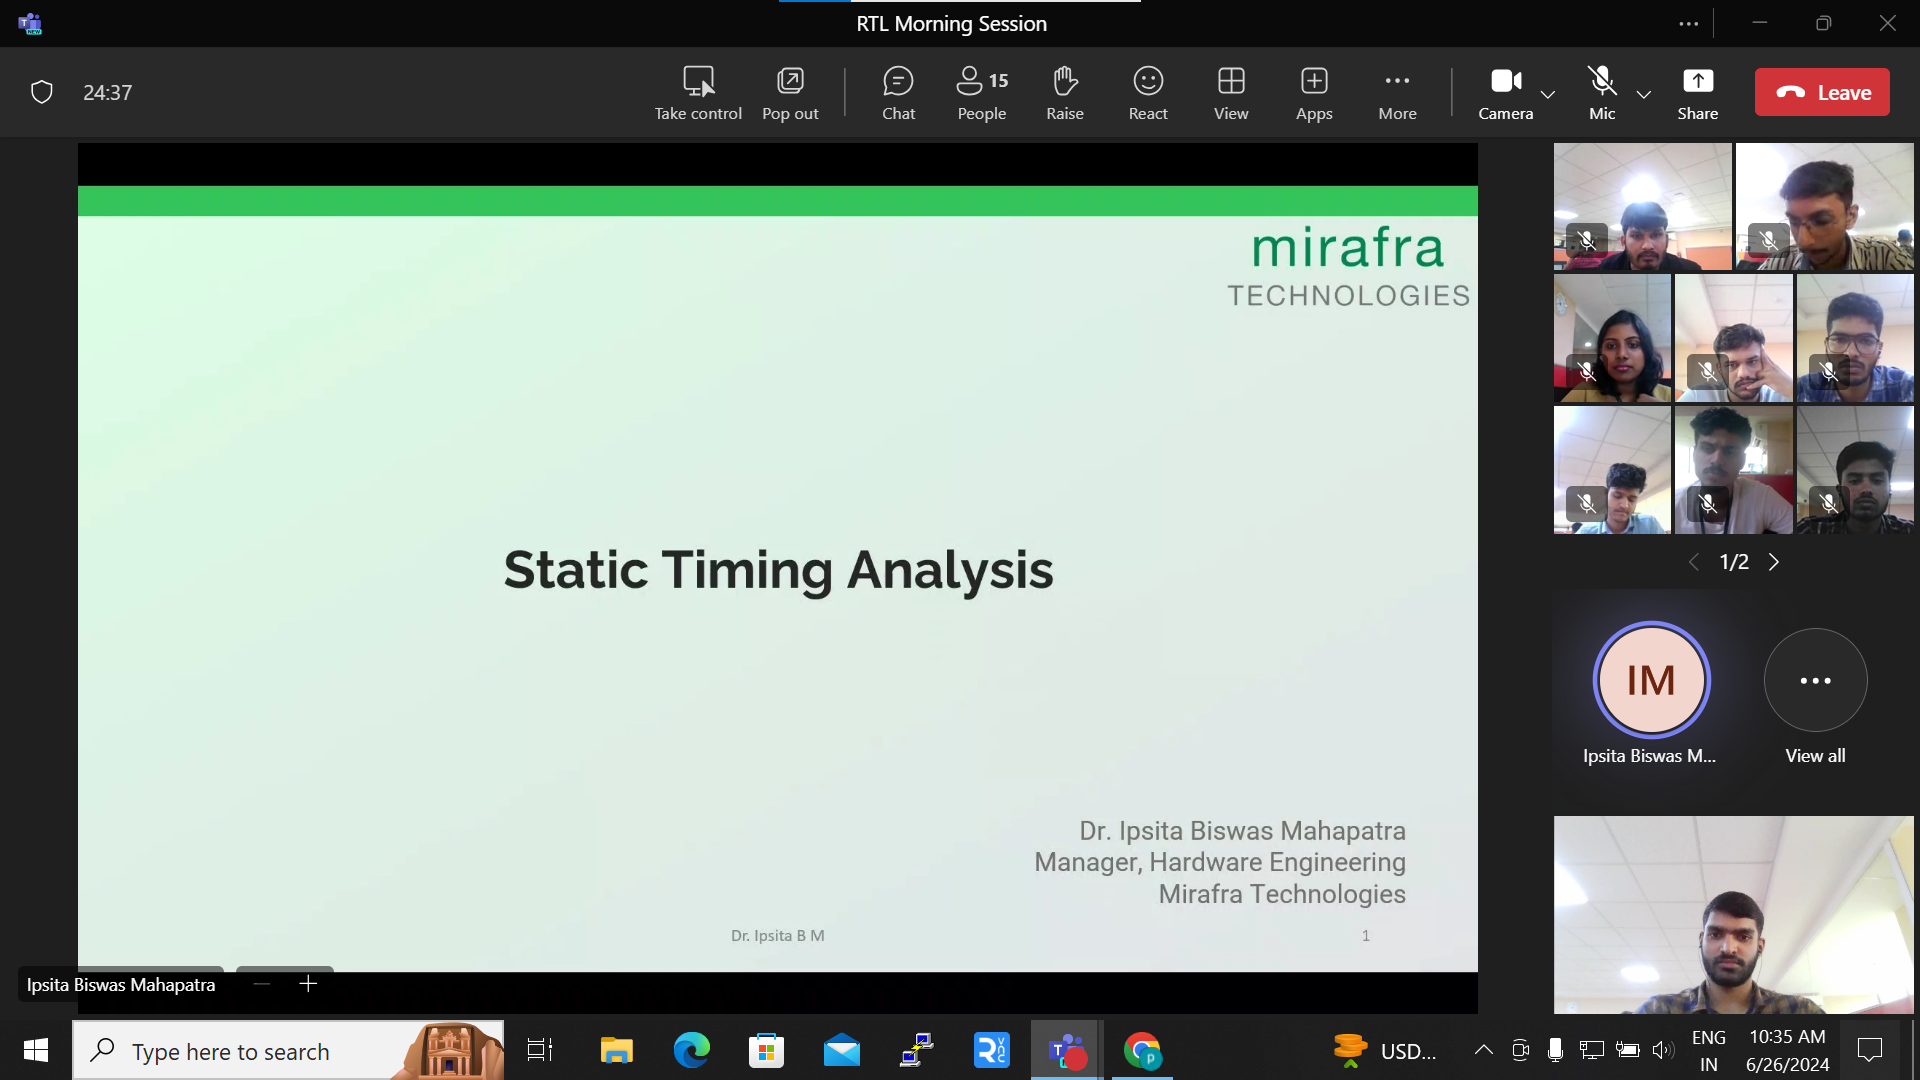 RTL Morning Session
24:37
Take control
Pop out
Chat
15
People
Raise
React
View
Apps
More
Camera
Mic
Share
Leave
mirafra
TECHNOLOGIES
Static Timing Analysis
Dr. Ipsita Biswas Mahapatra
Manager, Hardware Engineering
Mirafra Technologies
Dr. Ipsita B M
1
Ipsita Biswas Mahapatra
1/2
IM
Ipsita Biswas M...
View all
Type here to search
USD...
ENG
IN
10:35 AM
6/26/2024